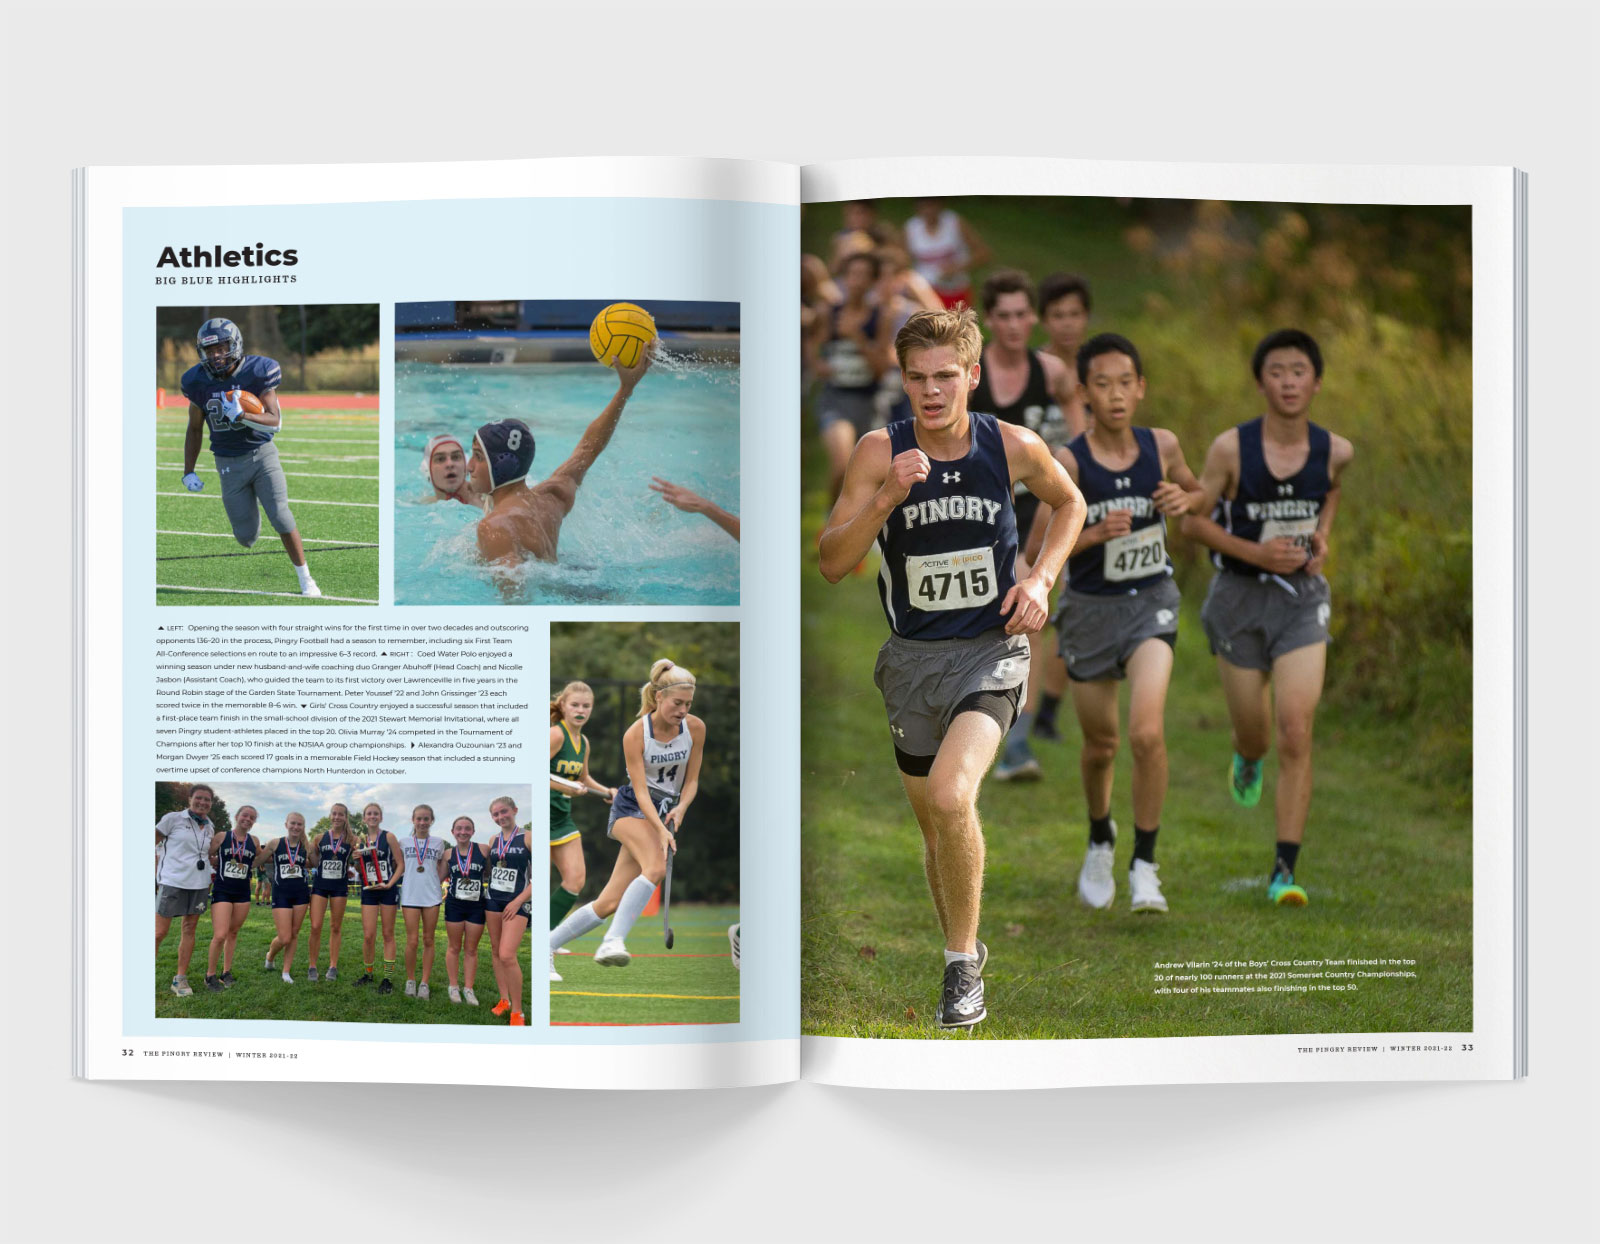 Athletics
BIG BLUE HIGHLIGHTS
8
LEFT: Opening the season with four straight wins for the first time in over two decades and outscoring
opponents 136–20 in the process, Pingry Football had a season to remember, including six First Team
All-Conference selections en route to an impressive 6–3 record. RIGHT: Coed Water Polo enjoyed a
winning season under new husband-and-wife coaching duo Granger Abuhoff (Head Coach) and Nicolle
Jasbon (Assistant Coach), who guided the team to its first victory over Lawrenceville in five years in the
Round Robin stage of the Garden State Tournament. Peter Youssef '22 and John Grissinger '23 each
scored twice in the memorable 8–6 win. Girls' Cross Country enjoyed a successful season that included
a first-place team finish in the small-school division of the 2021 Stewart Memorial Invitational, where all
seven Pingry student-athletes placed in the top 20. Olivia Murray '24 competed in the Tournament of
Champions after her top 10 finish at the NJSIAA group championships. Alexandra Ouzounian '23 and
Morgan Dwyer '25 each scored 17 goals in a memorable Field Hockey season that included a stunning
overtime upset of conference champions North Hunterdon in October.
PINGRY
14
2220
2222
2223
2226
32 THE PINGRY REVIEW | WINTER 2021-22
PINGRY
ACTIVE
4715
PINGRY
4720
PINGRY
P
Andrew Vilarin '24 of the Boys' Cross Country Team finished in the top
20 of nearly 100 runners at the 2021 Somerset Country Championships,
with four of his teammates also finishing in the top 50.
THE PINGRY REVIEW | WINTER 2021-22 33